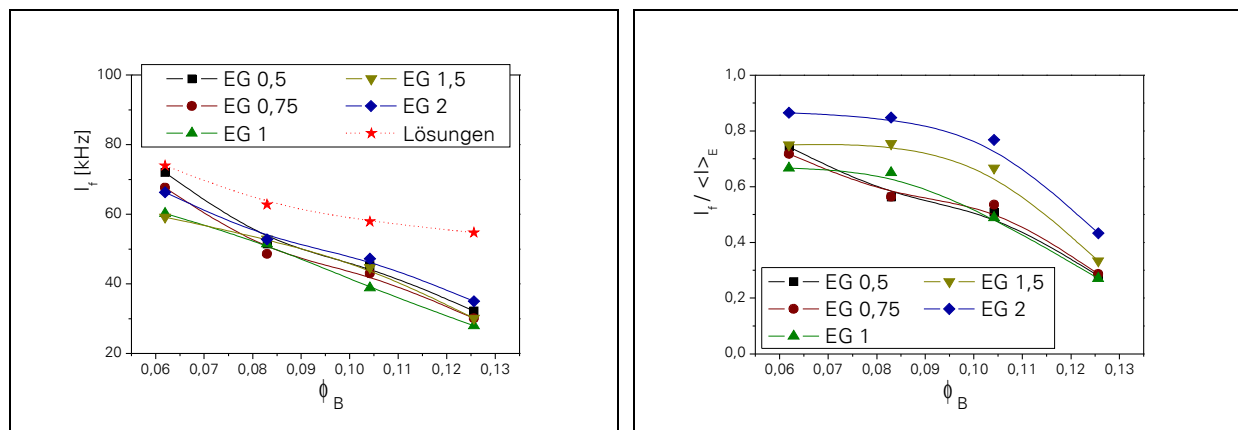 100
80
60
40
20
I_f [kHz]
EG 0,5
EG 0,75
EG 1
EG 1,5
EG 2
Lösungen
0,06 0,07 0,08 0,09 0,10 0,11 0,12 0,13
ϕ_B
1,0
0,8
0,6
0,4
0,2
0,0
I_f / <I>_E
EG 0,5
EG 0,75
EG 1
EG 1,5
EG 2
0,06 0,07 0,08 0,09 0,10 0,11 0,12 0,13
ϕ_B